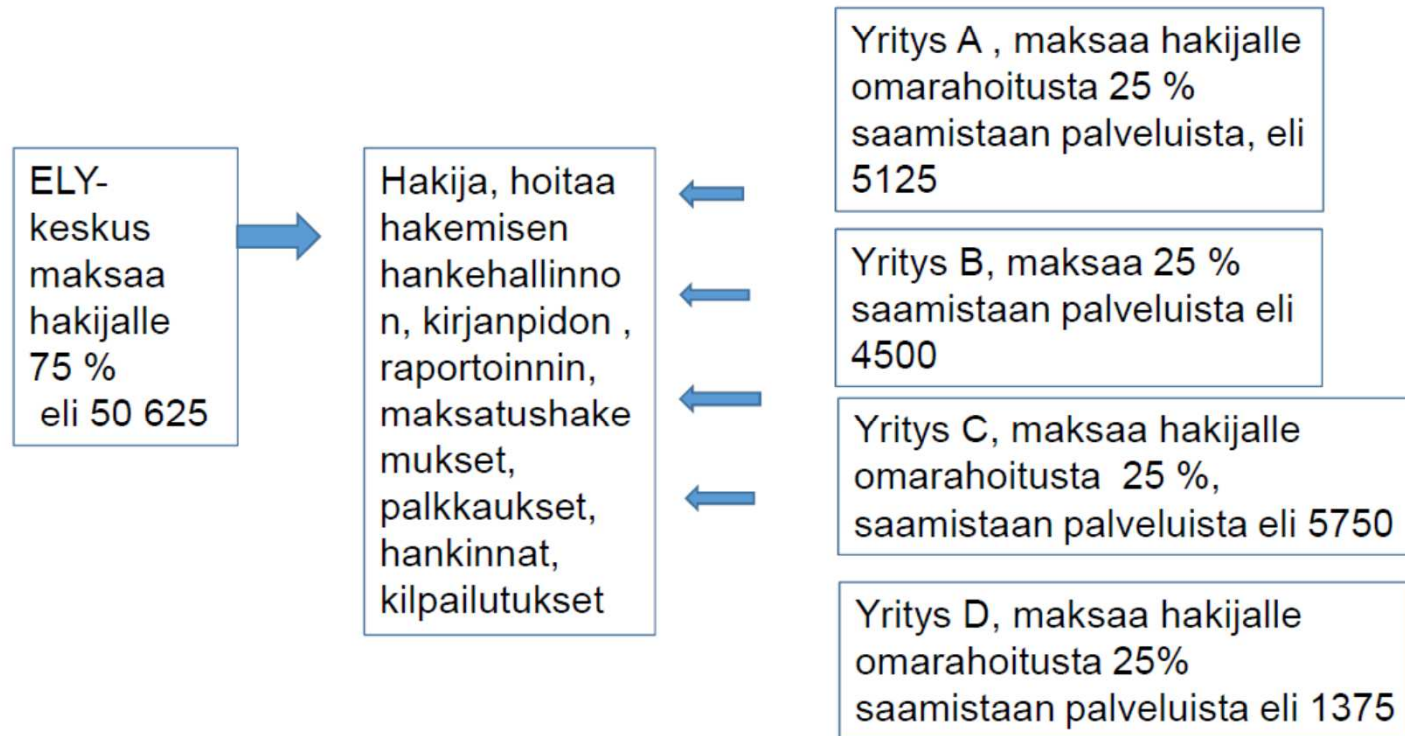 ELY-
keskus
maksaa
hakijalle
75 %
eli 50 625
Hakija, hoitaa
hakemisen
hankehallinno
n, kirjanpidon ,
raportoinnin,
maksatushake
mukset,
palkkaukset,
hankinnat,
kilpailutukset
Yritys A , maksaa hakijalle
omarahoitusta 25 %
saamistaan palveluista, eli
5125
Yritys B, maksaa 25 %
saamistaan palveluista eli
4500
Yritys C, maksaa hakijalle
omarahoitusta 25 %,
saamistaan palveluista eli 5750
Yritys D, maksaa hakijalle
omarahoitusta 25%
saamistaan palveluista eli 1375